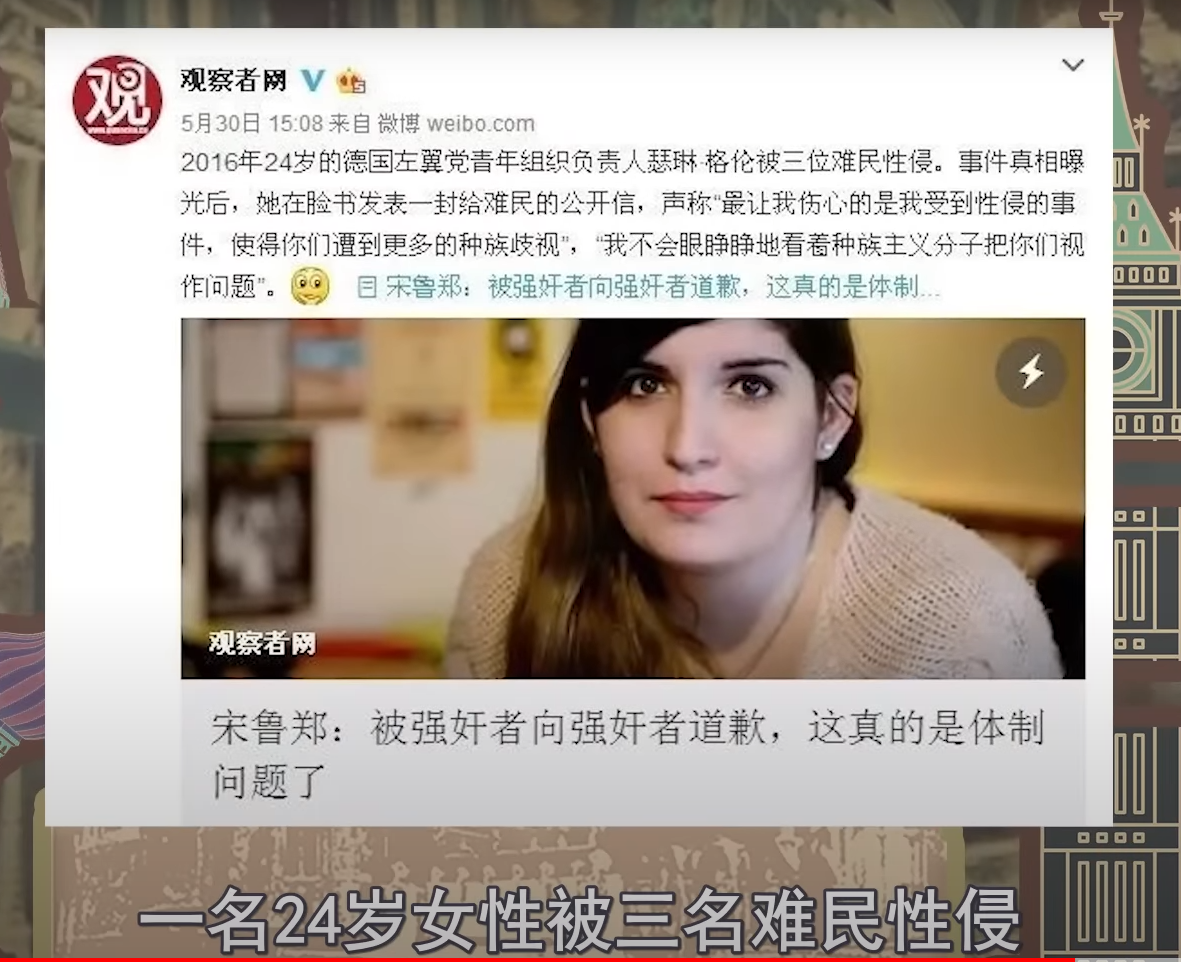 观
www.guancha.cn
观察者网 V 5
5月30日 15:08 来自 微博 weibo.com
2016年24岁的德国左翼党青年组织负责人瑟琳·格伦被三位难民性侵。事件真相曝
光后，她在脸书发表一封给难民的公开信，声称“最让我伤心的是我受到性侵的事
件，使得你们遭到更多的种族歧视”，“我不会眼睁睁地看着种族主义分子把你们视
作问题”。 宋鲁郑：被强奸者向强奸者道歉，这真的是体制...
观察者网
宋鲁郑：被强奸者向强奸者道歉，这真的是体制
问题了
一名24岁女性被三名难民性侵